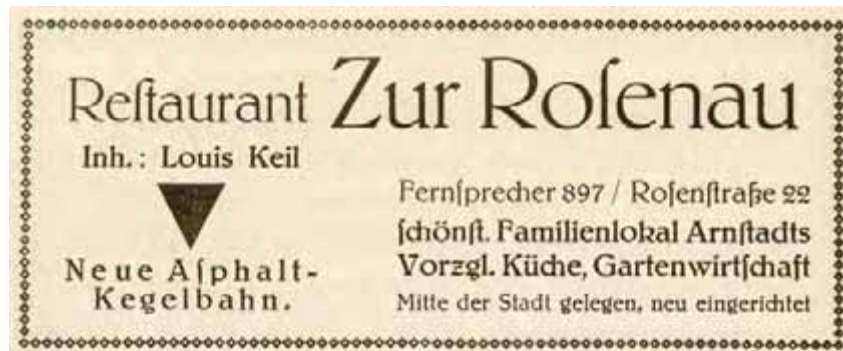 Reſtaurant Zur Roſenau
Inh.: Louis Keil
Neue Aſphalt-
Kegelbahn.
Fernſprecher 897 / Roſenſtraße 22
ſchönſt. Familienlokal Arnſtadts
Vorzgl. Küche, Gartenwirtſchaft
Mitte der Stadt gelegen, neu eingerichtet